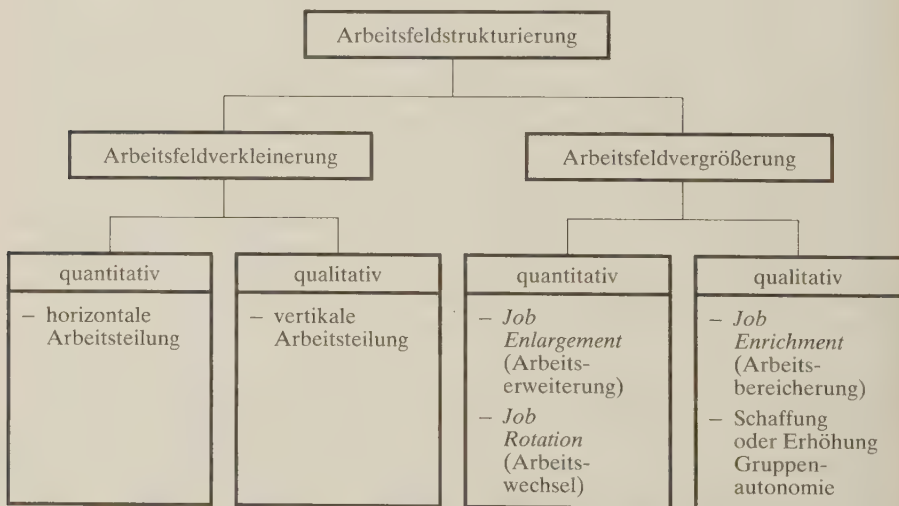 Arbeitsfeldstrukturierung
Arbeitsfeldverkleinerung
Arbeitsfeldvergrößerung
quantitativ
– horizontale
Arbeitsteilung
qualitativ
– vertikale
Arbeitsteilung
quantitativ
– Job
Enlargement
(Arbeits-
erweiterung)
– Job
Rotation
(Arbeits-
wechsel)
qualitativ
– Job
Enrichment
(Arbeits-
bereicherung)
– Schaffung
oder Erhöhung
Gruppen-
autonomie